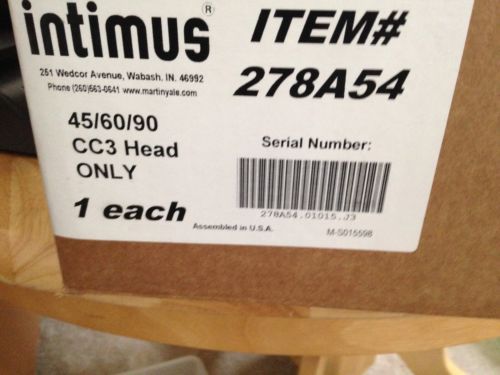 intimus ®
251 Wedcor Avenue, Wabash, IN. 46992
Phone (260)563-0641 www.martinyale.com
ITEM#
278A54
45/60/90
CC3 Head
ONLY
1 each
Serial Number:
278A54.01015.J3
Assembled in U.S.A.
M-S015598